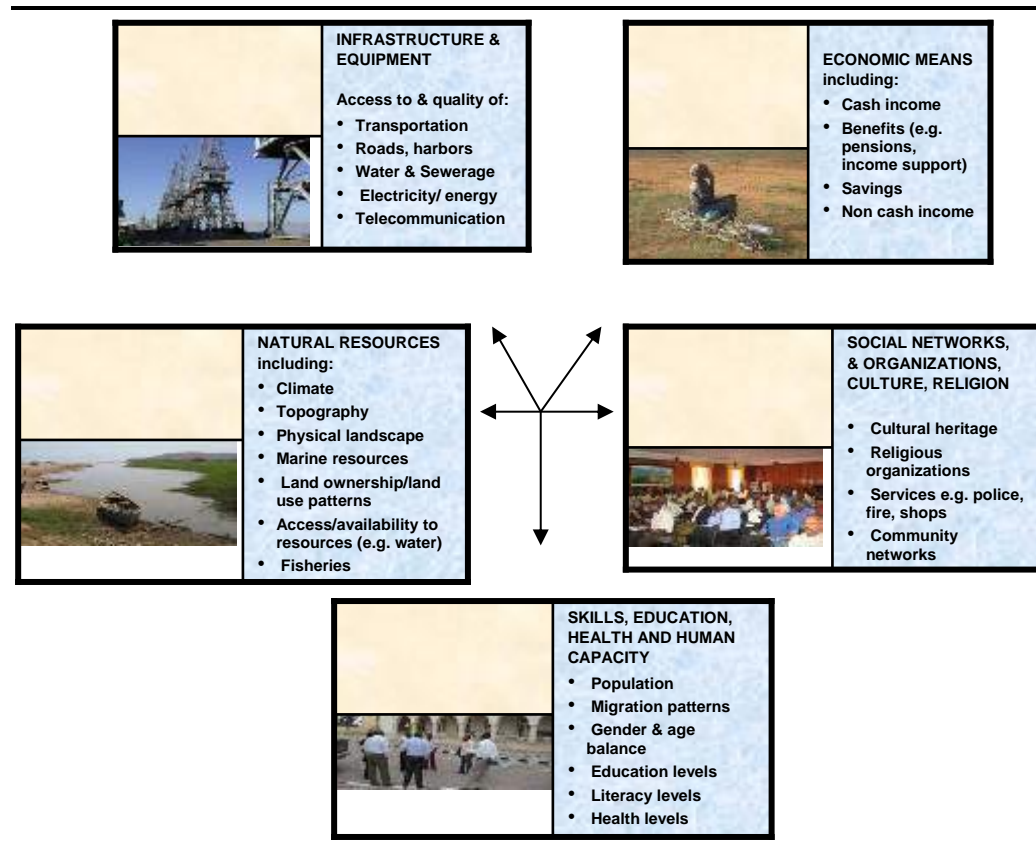 INFRASTRUCTURE &
EQUIPMENT
Access to & quality of:
• Transportation
• Roads, harbors
• Water & Sewerage
• Electricity/ energy
• Telecommunication
ECONOMIC MEANS
including:
• Cash income
• Benefits (e.g.
pensions,
income support)
• Savings
• Non cash income
NATURAL RESOURCES
including:
• Climate
• Topography
• Physical landscape
• Marine resources
• Land ownership/land
use patterns
• Access/availability to
resources (e.g. water)
• Fisheries
SOCIAL NETWORKS,
& ORGANIZATIONS,
CULTURE, RELIGION
• Cultural heritage
• Religious
organizations
• Services e.g. police,
fire, shops
• Community
networks
SKILLS, EDUCATION,
HEALTH AND HUMAN
CAPACITY
• Population
• Migration patterns
• Gender & age
balance
• Education levels
• Literacy levels
• Health levels